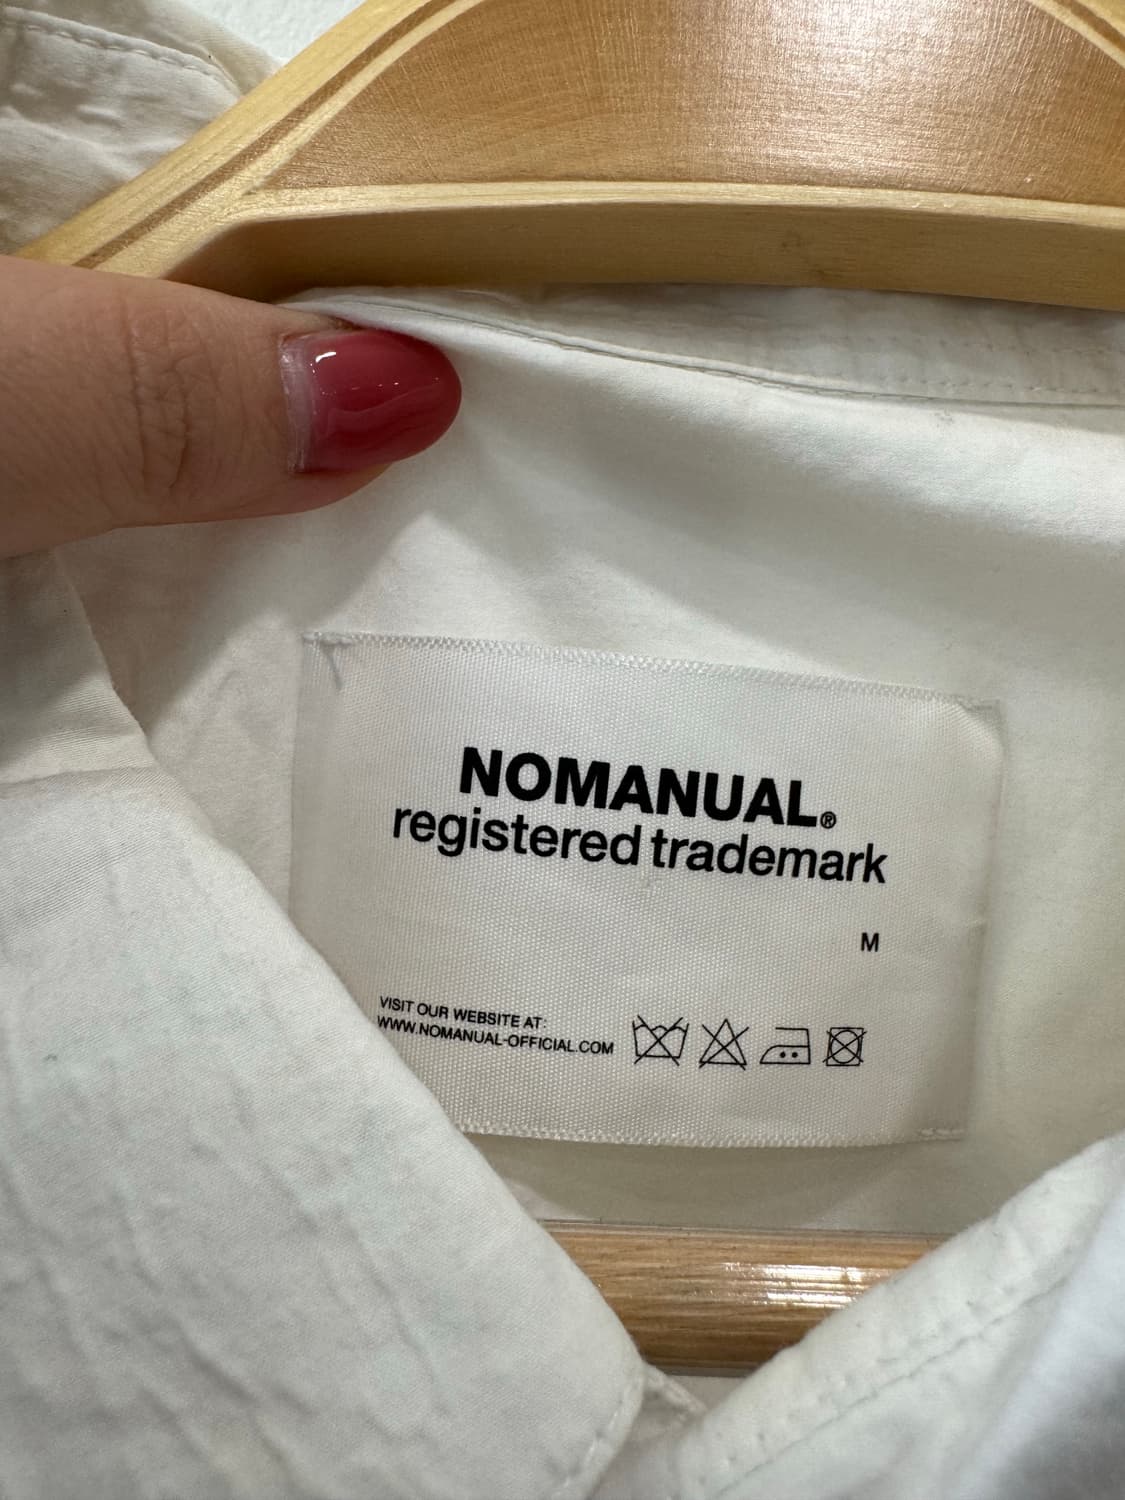 NOMANUAL®
registered trademark
M
VISIT OUR WEBSITE AT:
WWW.NOMANUAL-OFFICIAL.COM